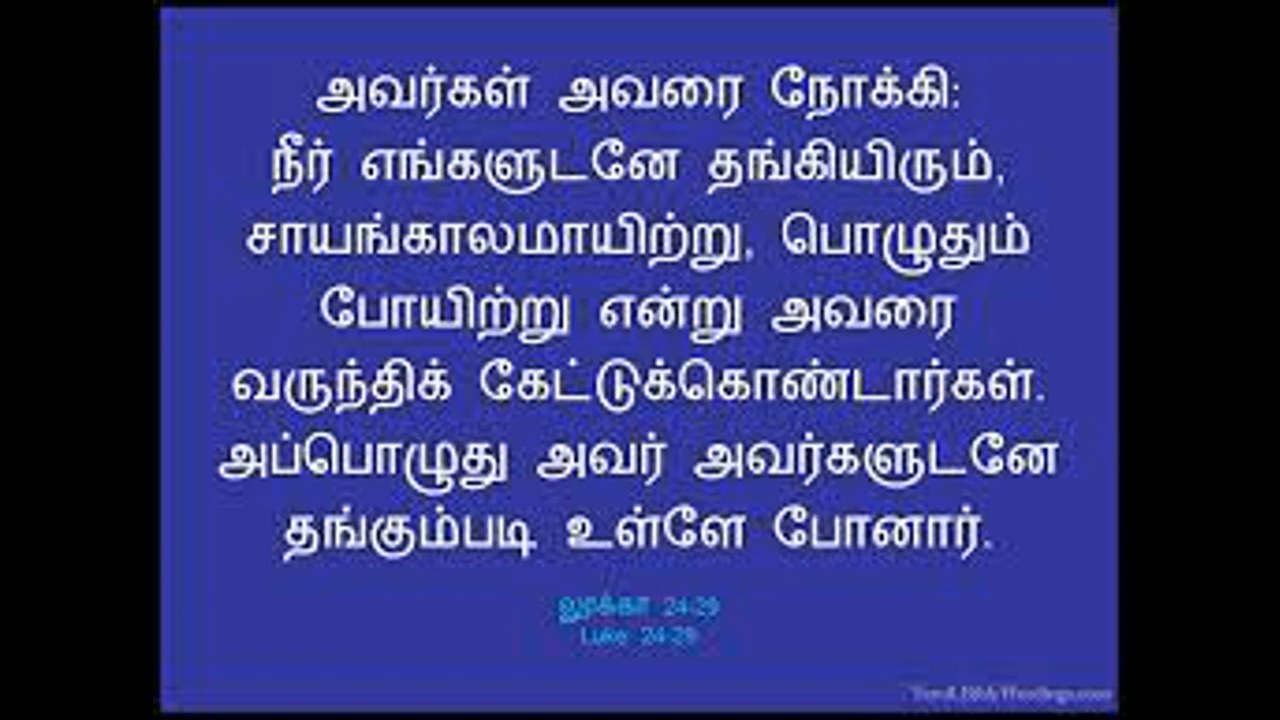 அவர்கள் அவரை நோக்கி:
நீர் எங்களுடனே தங்கியிரும்,
சாயங்காலமாயிற்று, பொழுதும்
போயிற்று என்று அவரை
வருந்திக் கேட்டுக்கொண்டார்கள்.
அப்பொழுது அவர் அவர்களுடனே
தங்கும்படி உள்ளே போனார்.
லூக்கா 24-29
Luke 24-29